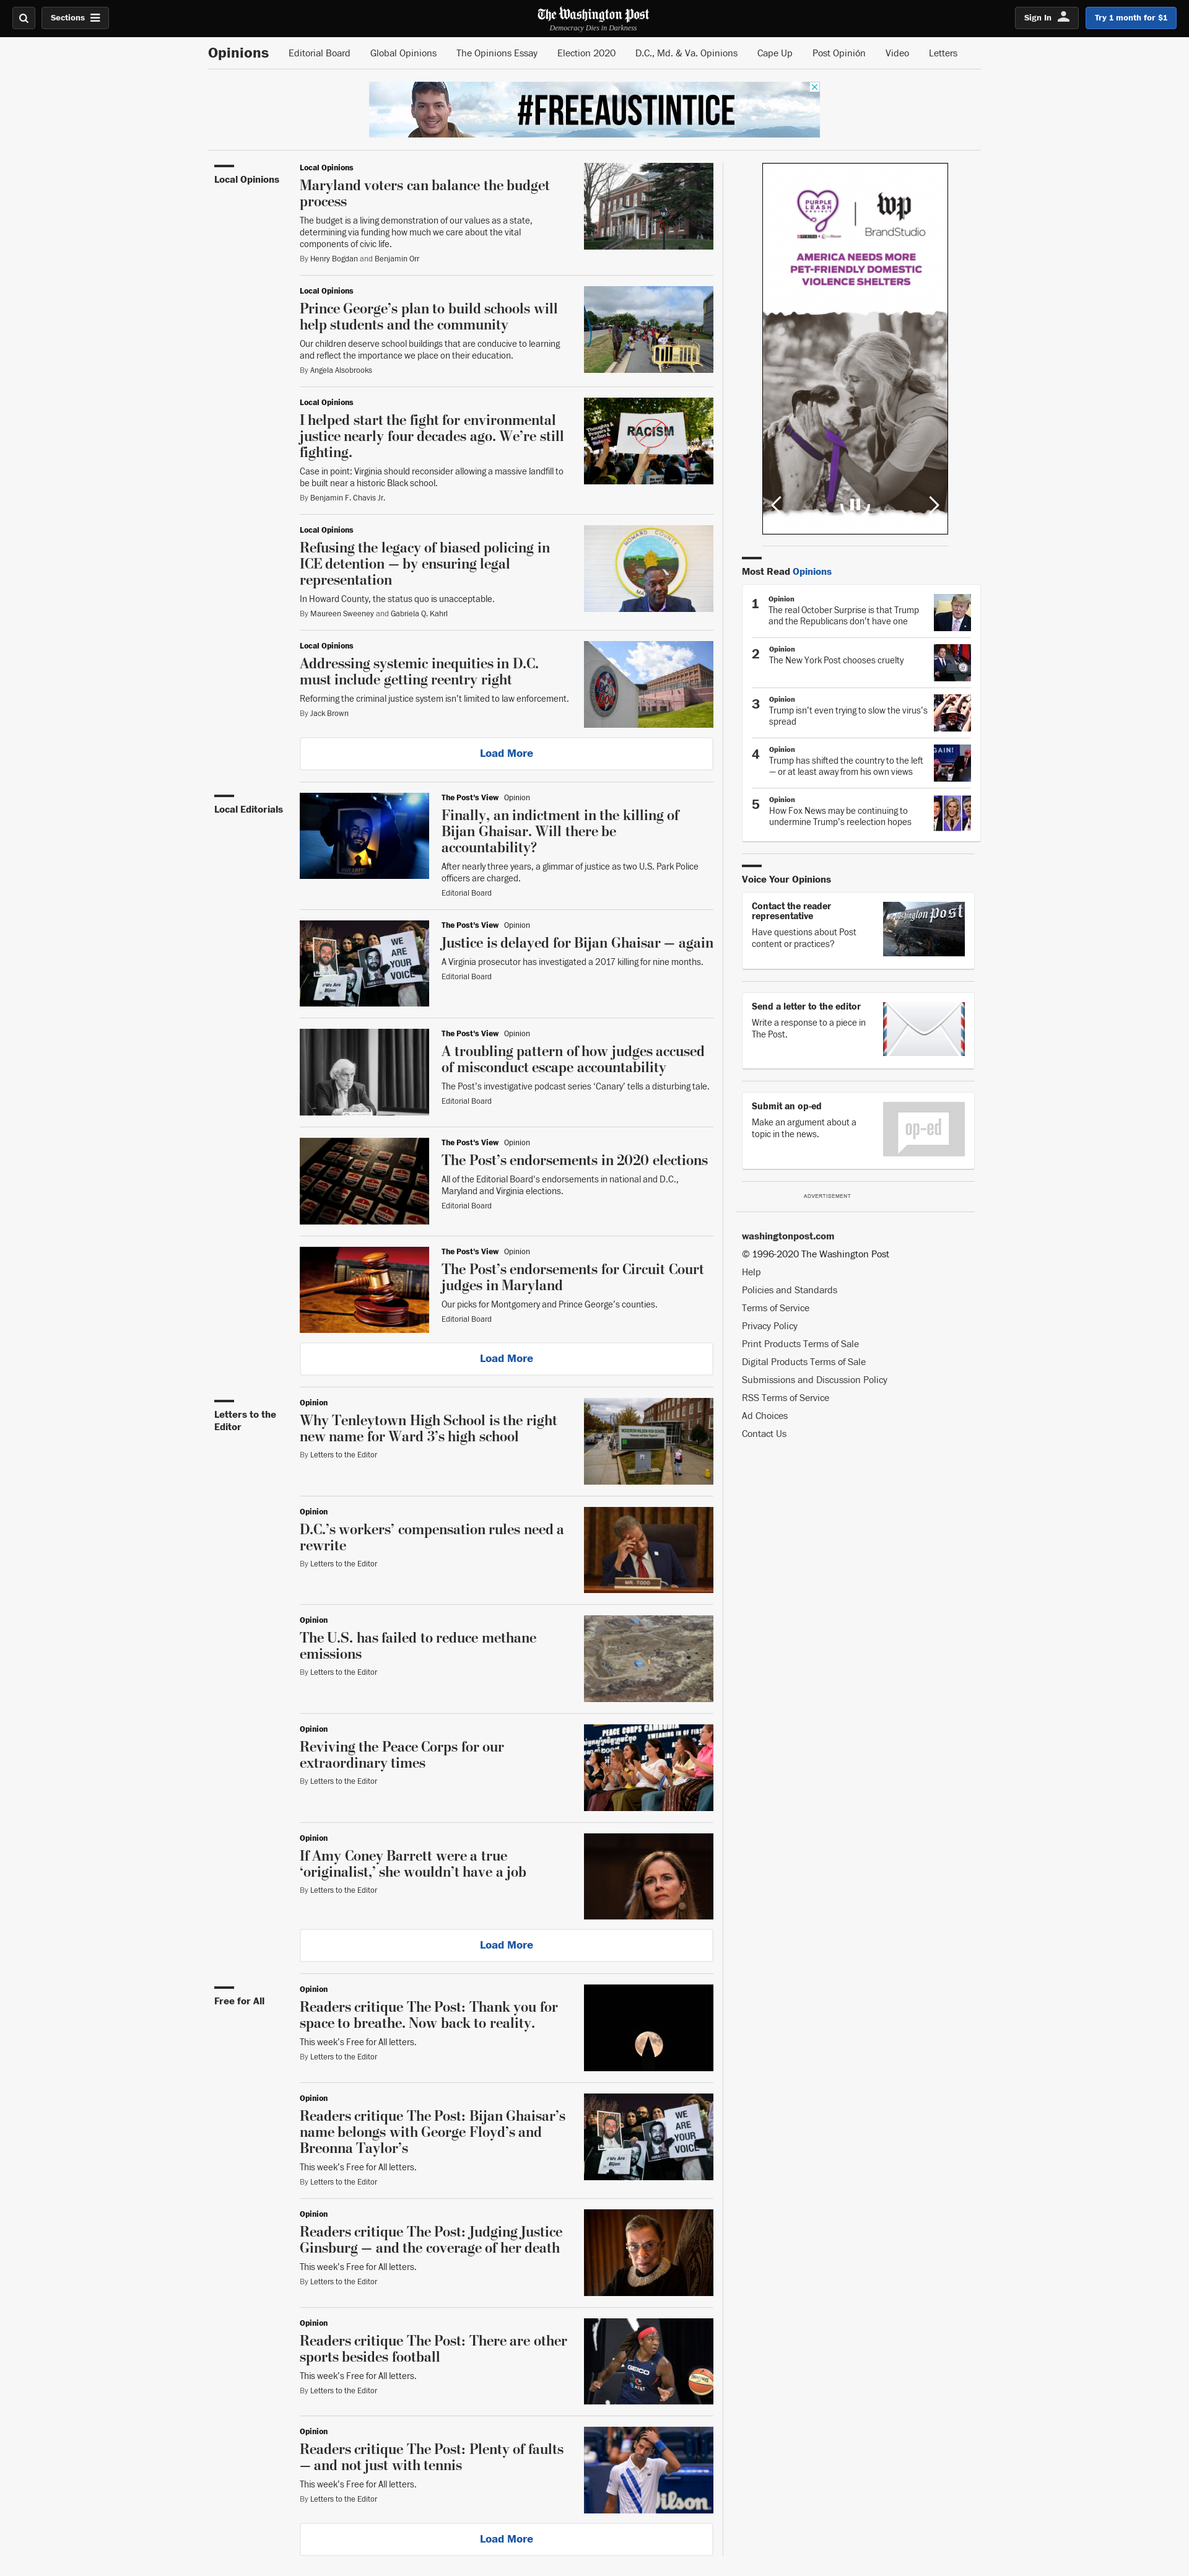 Sections
The Washington Post
Democracy Dies in Darkness
Sign In
Try 1 month for $1
Opinions
Editorial Board
Global Opinions
The Opinions Essay
Election 2020
D.C., Md. & Va. Opinions
Cape Up
Post Opinión
Video
Letters
#FREEAUSTINTICE
Local Opinions
Local Opinions
Maryland voters can balance the budget
process
The budget is a living demonstration of our values as a state,
determining via funding how much we care about the vital
components of civic life.
By Henry Bogdan and Benjamin Orr
Local Opinions
Prince George’s plan to build schools will
help students and the community
Our children deserve school buildings that are conducive to learning
and reflect the importance we place on their education.
By Angela Alsobrooks
Local Opinions
I helped start the fight for environmental
justice nearly four decades ago. We’re still
fighting.
Case in point: Virginia should reconsider allowing a massive landfill to
be built near a historic Black school.
By Benjamin F. Chavis Jr.
RACISM
Local Opinions
Refusing the legacy of biased policing in
ICE detention — by ensuring legal
representation
In Howard County, the status quo is unacceptable.
By Maureen Sweeney and Gabriela Q. Kahrl
HOWARD COUNTY
Local Opinions
Addressing systemic inequities in D.C.
must include getting reentry right
Reforming the criminal justice system isn’t limited to law enforcement.
By Jack Brown
Load More
Local Editorials
The Post's View Opinion
Finally, an indictment in the killing of
Bijan Ghaisar. Will there be
accountability?
After nearly three years, a glimmar of justice as two U.S. Park Police
officers are charged.
Editorial Board
The Post's View Opinion
Justice is delayed for Bijan Ghaisar — again
A Virginia prosecutor has investigated a 2017 killing for nine months.
Editorial Board
WE
ARE
YOUR
VOICE
#We Are
Bijan
The Post's View Opinion
A troubling pattern of how judges accused
of misconduct escape accountability
The Post’s investigative podcast series ‘Canary’ tells a disturbing tale.
Editorial Board
The Post's View Opinion
The Post’s endorsements in 2020 elections
All of the Editorial Board’s endorsements in national and D.C.,
Maryland and Virginia elections.
Editorial Board
The Post's View Opinion
The Post’s endorsements for Circuit Court
judges in Maryland
Our picks for Montgomery and Prince George’s counties.
Editorial Board
Load More
Letters to the
Editor
Opinion
Why Tenleytown High School is the right
new name for Ward 3’s high school
By Letters to the Editor
Opinion
D.C.’s workers’ compensation rules need a
rewrite
By Letters to the Editor
MR. TODD
Opinion
The U.S. has failed to reduce methane
emissions
By Letters to the Editor
Opinion
Reviving the Peace Corps for our
extraordinary times
By Letters to the Editor
PEACE CORPS CAMBODIA
Opinion
If Amy Coney Barrett were a true
‘originalist,’ she wouldn’t have a job
By Letters to the Editor
Load More
Free for All
Opinion
Readers critique The Post: Thank you for
space to breathe. Now back to reality.
This week’s Free for All letters.
By Letters to the Editor
Opinion
Readers critique The Post: Bijan Ghaisar’s
name belongs with George Floyd’s and
Breonna Taylor’s
This week’s Free for All letters.
By Letters to the Editor
WE
ARE
YOUR
VOICE
#We Are
Bijan
Opinion
Readers critique The Post: Judging Justice
Ginsburg — and the coverage of her death
This week’s Free for All letters.
By Letters to the Editor
Opinion
Readers critique The Post: There are other
sports besides football
This week’s Free for All letters.
By Letters to the Editor
GEICO
Opinion
Readers critique The Post: Plenty of faults
— and not just with tennis
This week’s Free for All letters.
By Letters to the Editor
Wilson
Load More
PURPLE
LEASH
PROJECT
wp
BrandStudio
AMERICA NEEDS MORE
PET-FRIENDLY DOMESTIC
VIOLENCE SHELTERS
Most Read Opinions
1
Opinion
The real October Surprise is that Trump
and the Republicans don’t have one
2
Opinion
The New York Post chooses cruelty
3
Opinion
Trump isn’t even trying to slow the virus’s
spread
4
Opinion
Trump has shifted the country to the left
— or at least away from his own views
GAIN!
5
Opinion
How Fox News may be continuing to
undermine Trump’s reelection hopes
Voice Your Opinions
Contact the reader
representative
Have questions about Post
content or practices?
Washington Post
Send a letter to the editor
Write a response to a piece in
The Post.
Submit an op-ed
Make an argument about a
topic in the news.
op-ed
ADVERTISEMENT
washingtonpost.com
© 1996-2020 The Washington Post
Help
Policies and Standards
Terms of Service
Privacy Policy
Print Products Terms of Sale
Digital Products Terms of Sale
Submissions and Discussion Policy
RSS Terms of Service
Ad Choices
Contact Us